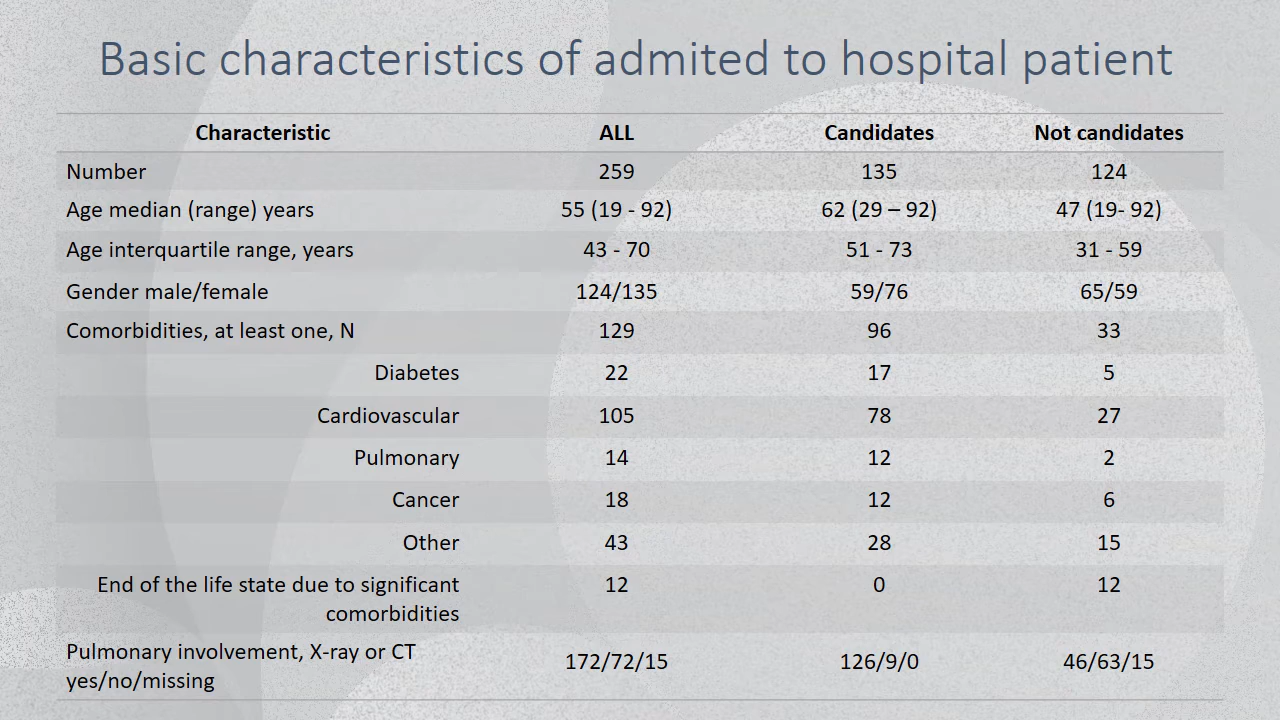 Basic characteristics of admited to hospital patient
Characteristic ALL Candidates Not candidates
Number 259 135 124
Age median (range) years 55 (19 - 92) 62 (29 – 92) 47 (19- 92)
Age interquartile range, years 43 - 70 51 - 73 31 - 59
Gender male/female 124/135 59/76 65/59
Comorbidities, at least one, N 129 96 33
Diabetes 22 17 5
Cardiovascular 105 78 27
Pulmonary 14 12 2
Cancer 18 12 6
Other 43 28 15
End of the life state due to significant 12 0 12
comorbidities
Pulmonary involvement, X-ray or CT
yes/no/missing 172/72/15 126/9/0 46/63/15